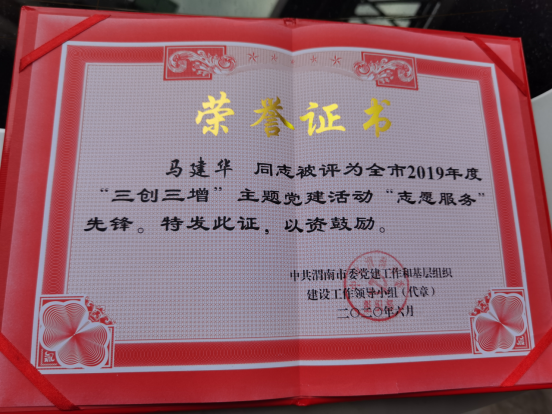 荣誉证书
马建华 同志被评为全市2019年度
“三创三增”主题党建活动“志愿服务”
先锋。特发此证，以资鼓励。
中共渭南市委党建工作和基层组织
建设工作领导小组（代章）
二〇二〇年六月